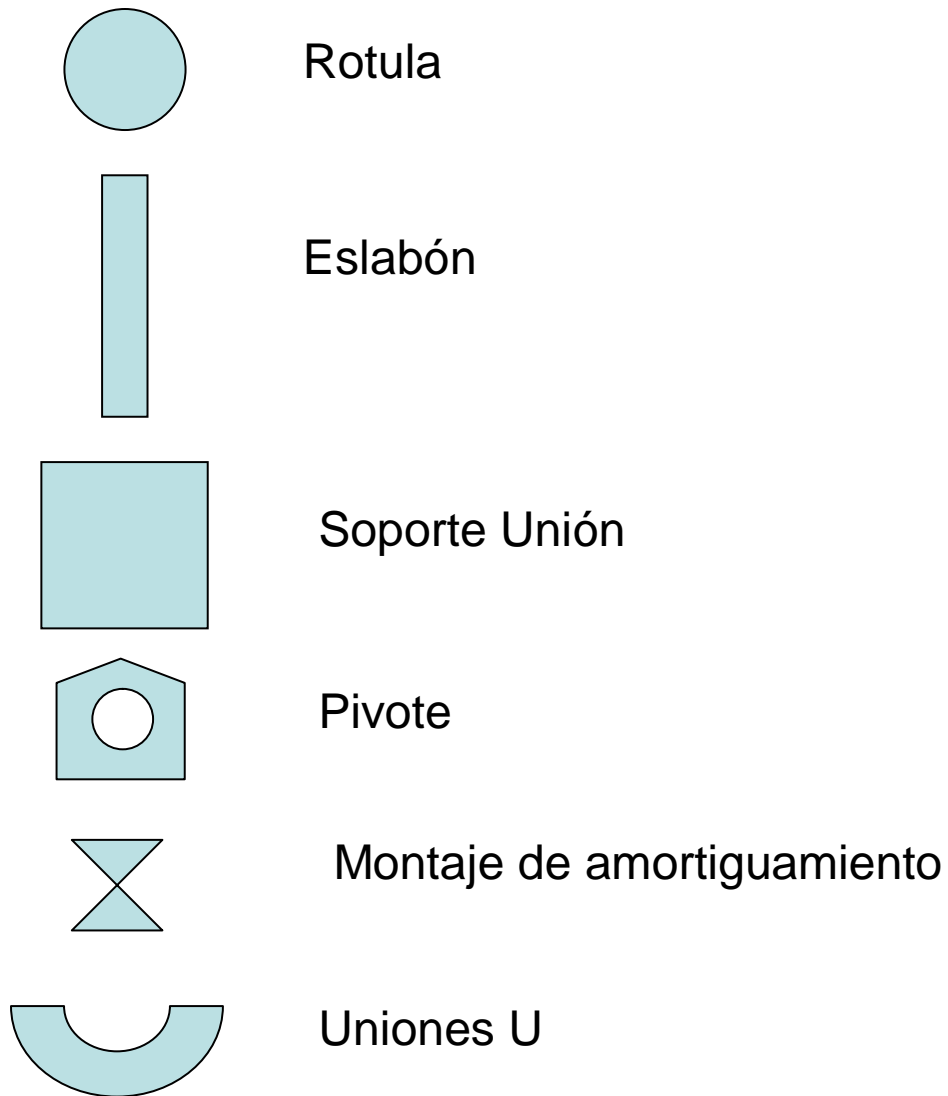 Rotula
Eslabón
Soporte Unión
Pivote
Montaje de amortiguamiento
Uniones U